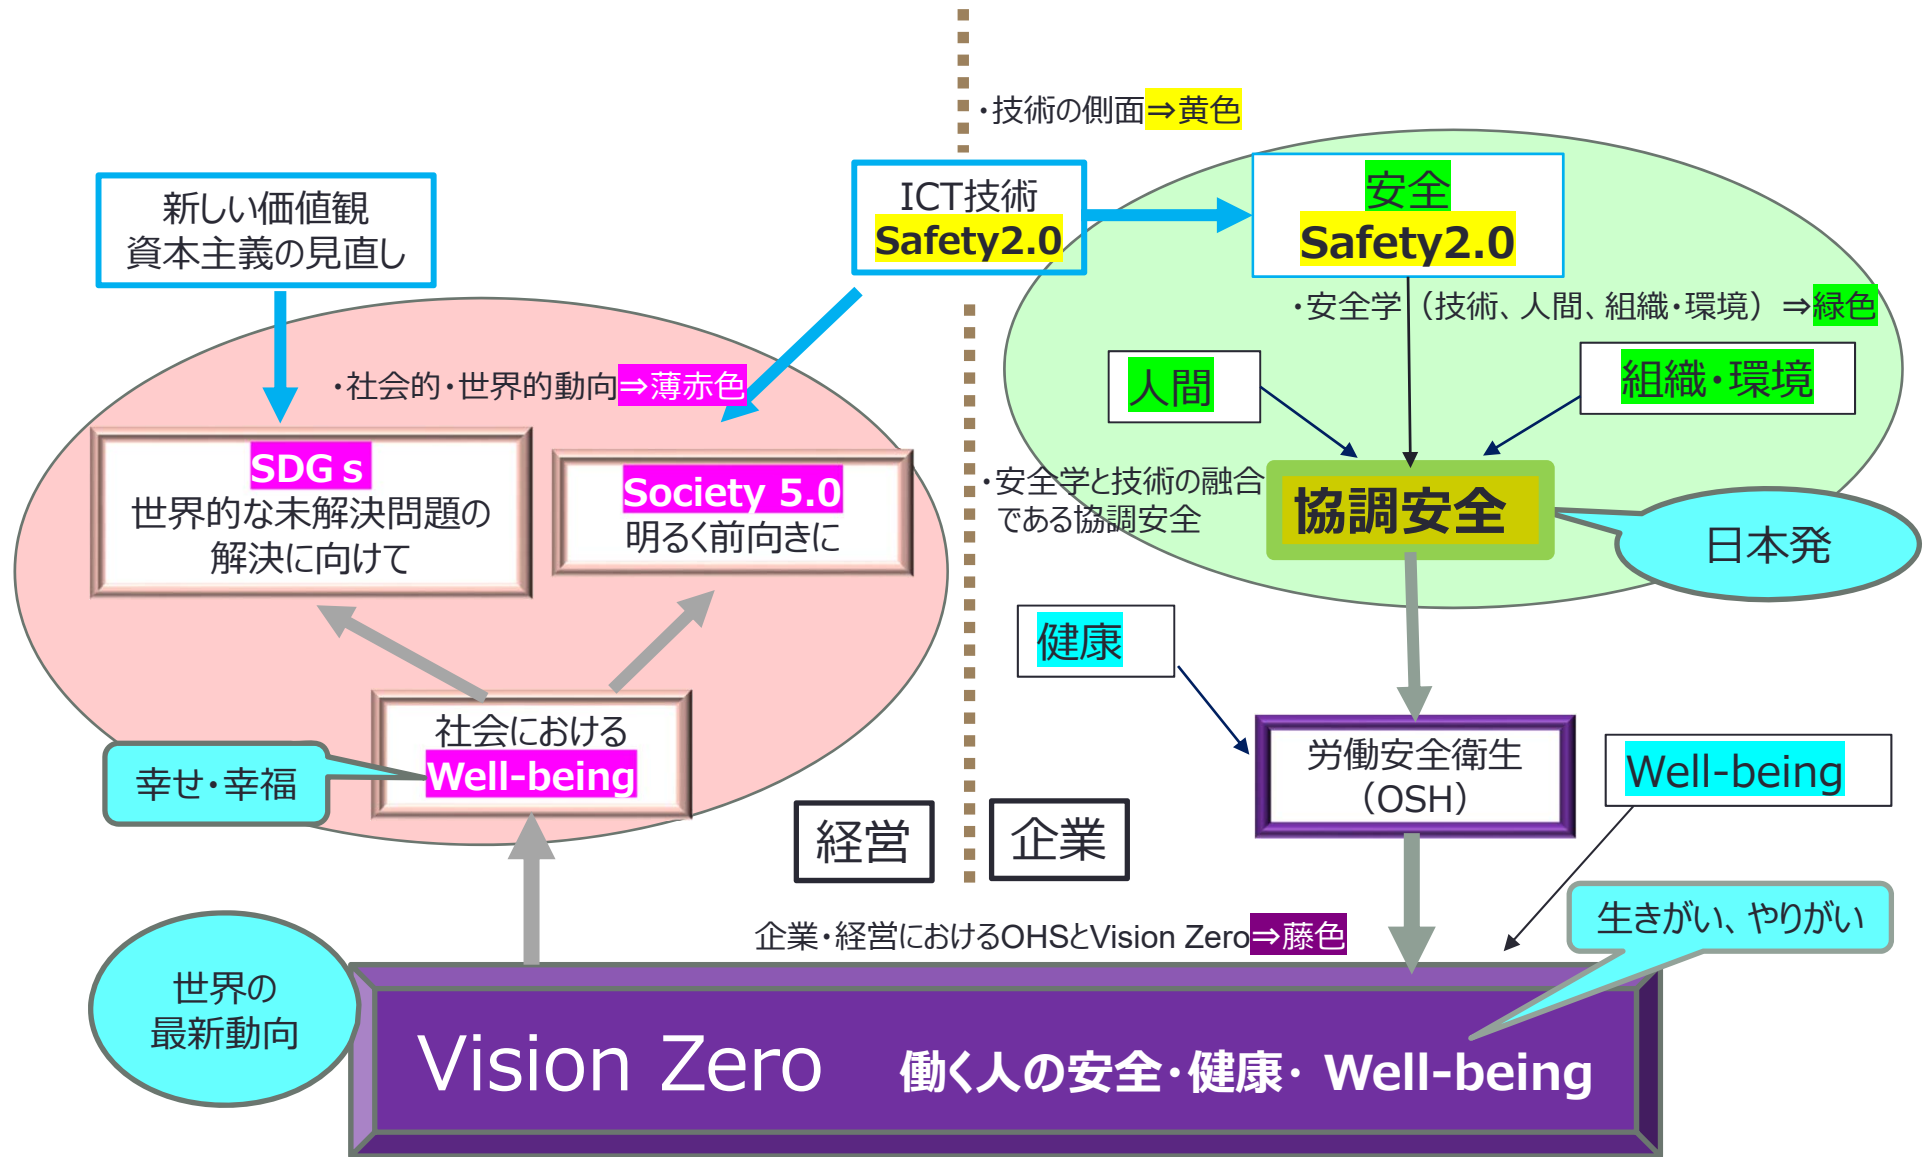 ・技術の側面⇒黄色
新しい価値観
資本主義の見直し
ICT技術
Safety2.0
安全
Safety2.0
・安全学（技術、人間、組織・環境）⇒緑色
・社会的・世界的動向⇒薄赤色
人間
組織・環境
SDGs
世界的な未解決問題の
解決に向けて
Society 5.0
明るく前向きに
・安全学と技術の融合
である協調安全
協調安全
日本発
健康
社会における
Well-being
幸せ・幸福
労働安全衛生
（OSH）
Well-being
経営
企業
生きがい、やりがい
企業・経営におけるOHSとVision Zero⇒藤色
世界の
最新動向
Vision Zero 働く人の安全・健康・ Well-being